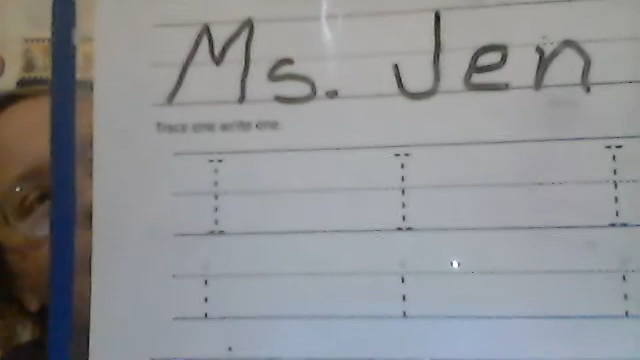 Ms. Jen
Trace one write one.
I I I
i i i